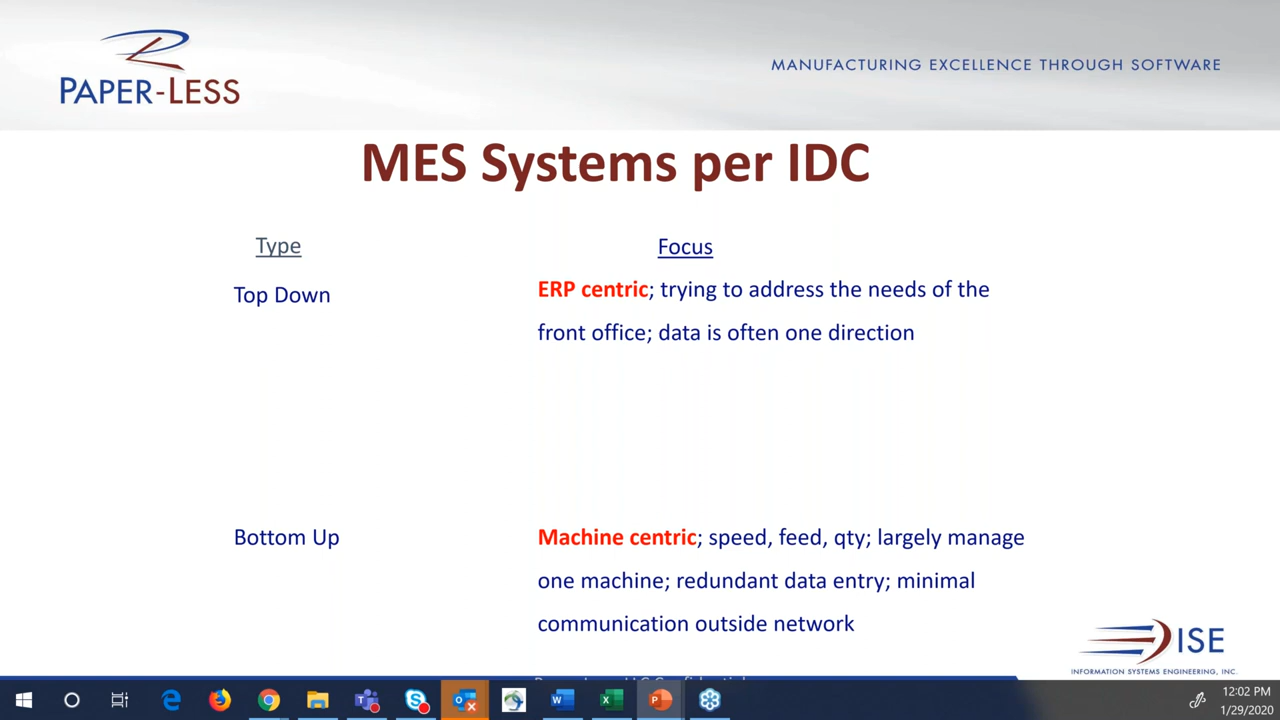 PAPER-LESS
MANUFACTURING EXCELLENCE THROUGH SOFTWARE
MES Systems per IDC
Type
Focus
Top Down
ERP centric; trying to address the needs of the
front office; data is often one direction
Bottom Up
Machine centric; speed, feed, qty; largely manage
one machine; redundant data entry; minimal
communication outside network
ISE
INFORMATION SYSTEMS ENGINEERING, INC.
12:02 PM
1/29/2020